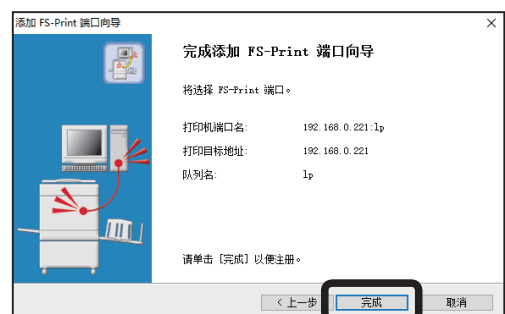 添加 FS-Print 端口向导
完成添加 FS-Print 端口向导
将选择 FS-Print 端口。
打印机端口名: 192.168.0.221:lp
打印目标地址: 192.168.0.221
队列名: lp
请单击 [完成] 以便注册。
< 上一步 完成 取消